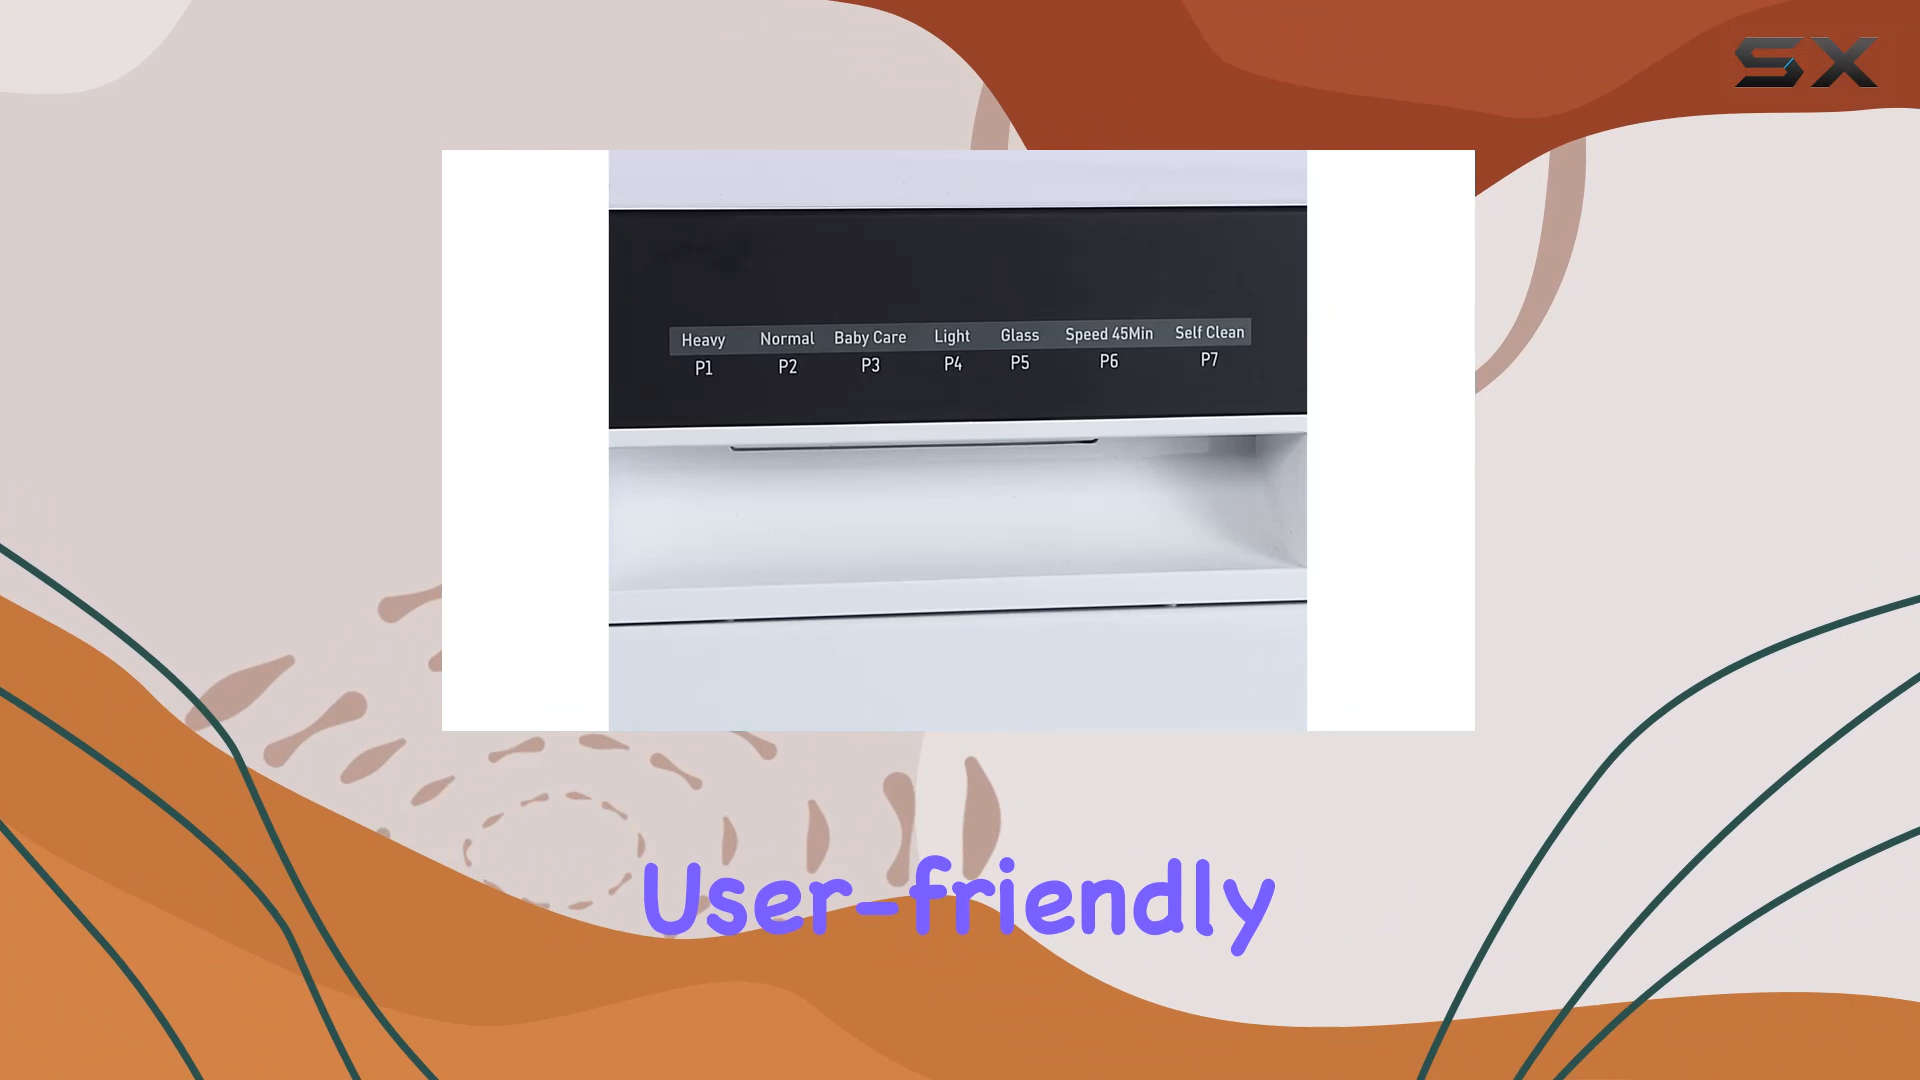 SX
Heavy Normal Baby Care Light Glass Speed 45Min Self Clean
P1 P2 P3 P4 P5 P6 P7
User-friendly